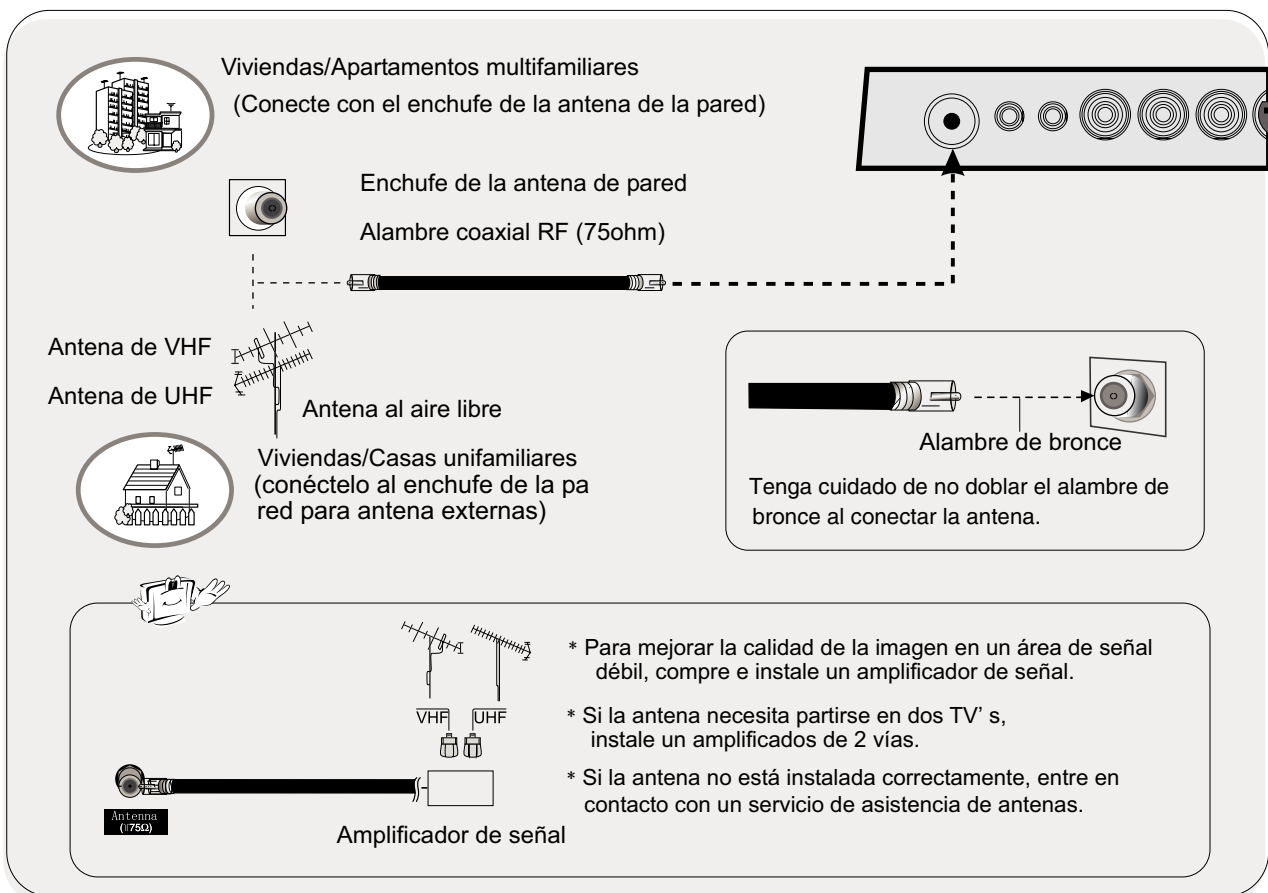 Viviendas/Apartamentos multifamiliares
(Conecte con el enchufe de la antena de la pared)
Enchufe de la antena de pared
Alambre coaxial RF (75ohm)
Antena de VHF
Antena de UHF
Antena al aire libre
Viviendas/Casas unifamiliares
(conéctelo al enchufe de la pa
red para antena externas)
Alambre de bronce
Tenga cuidado de no doblar el alambre de
bronce al conectar la antena.
* Para mejorar la calidad de la imagen en un área de señal
débil, compre e instale un amplificador de señal.
VHF UHF
* Si la antena necesita partirse en dos TV' s,
instale un amplificados de 2 vías.
* Si la antena no está instalada correctamente, entre en
contacto con un servicio de asistencia de antenas.
Antenna
(75Ω)
Amplificador de señal